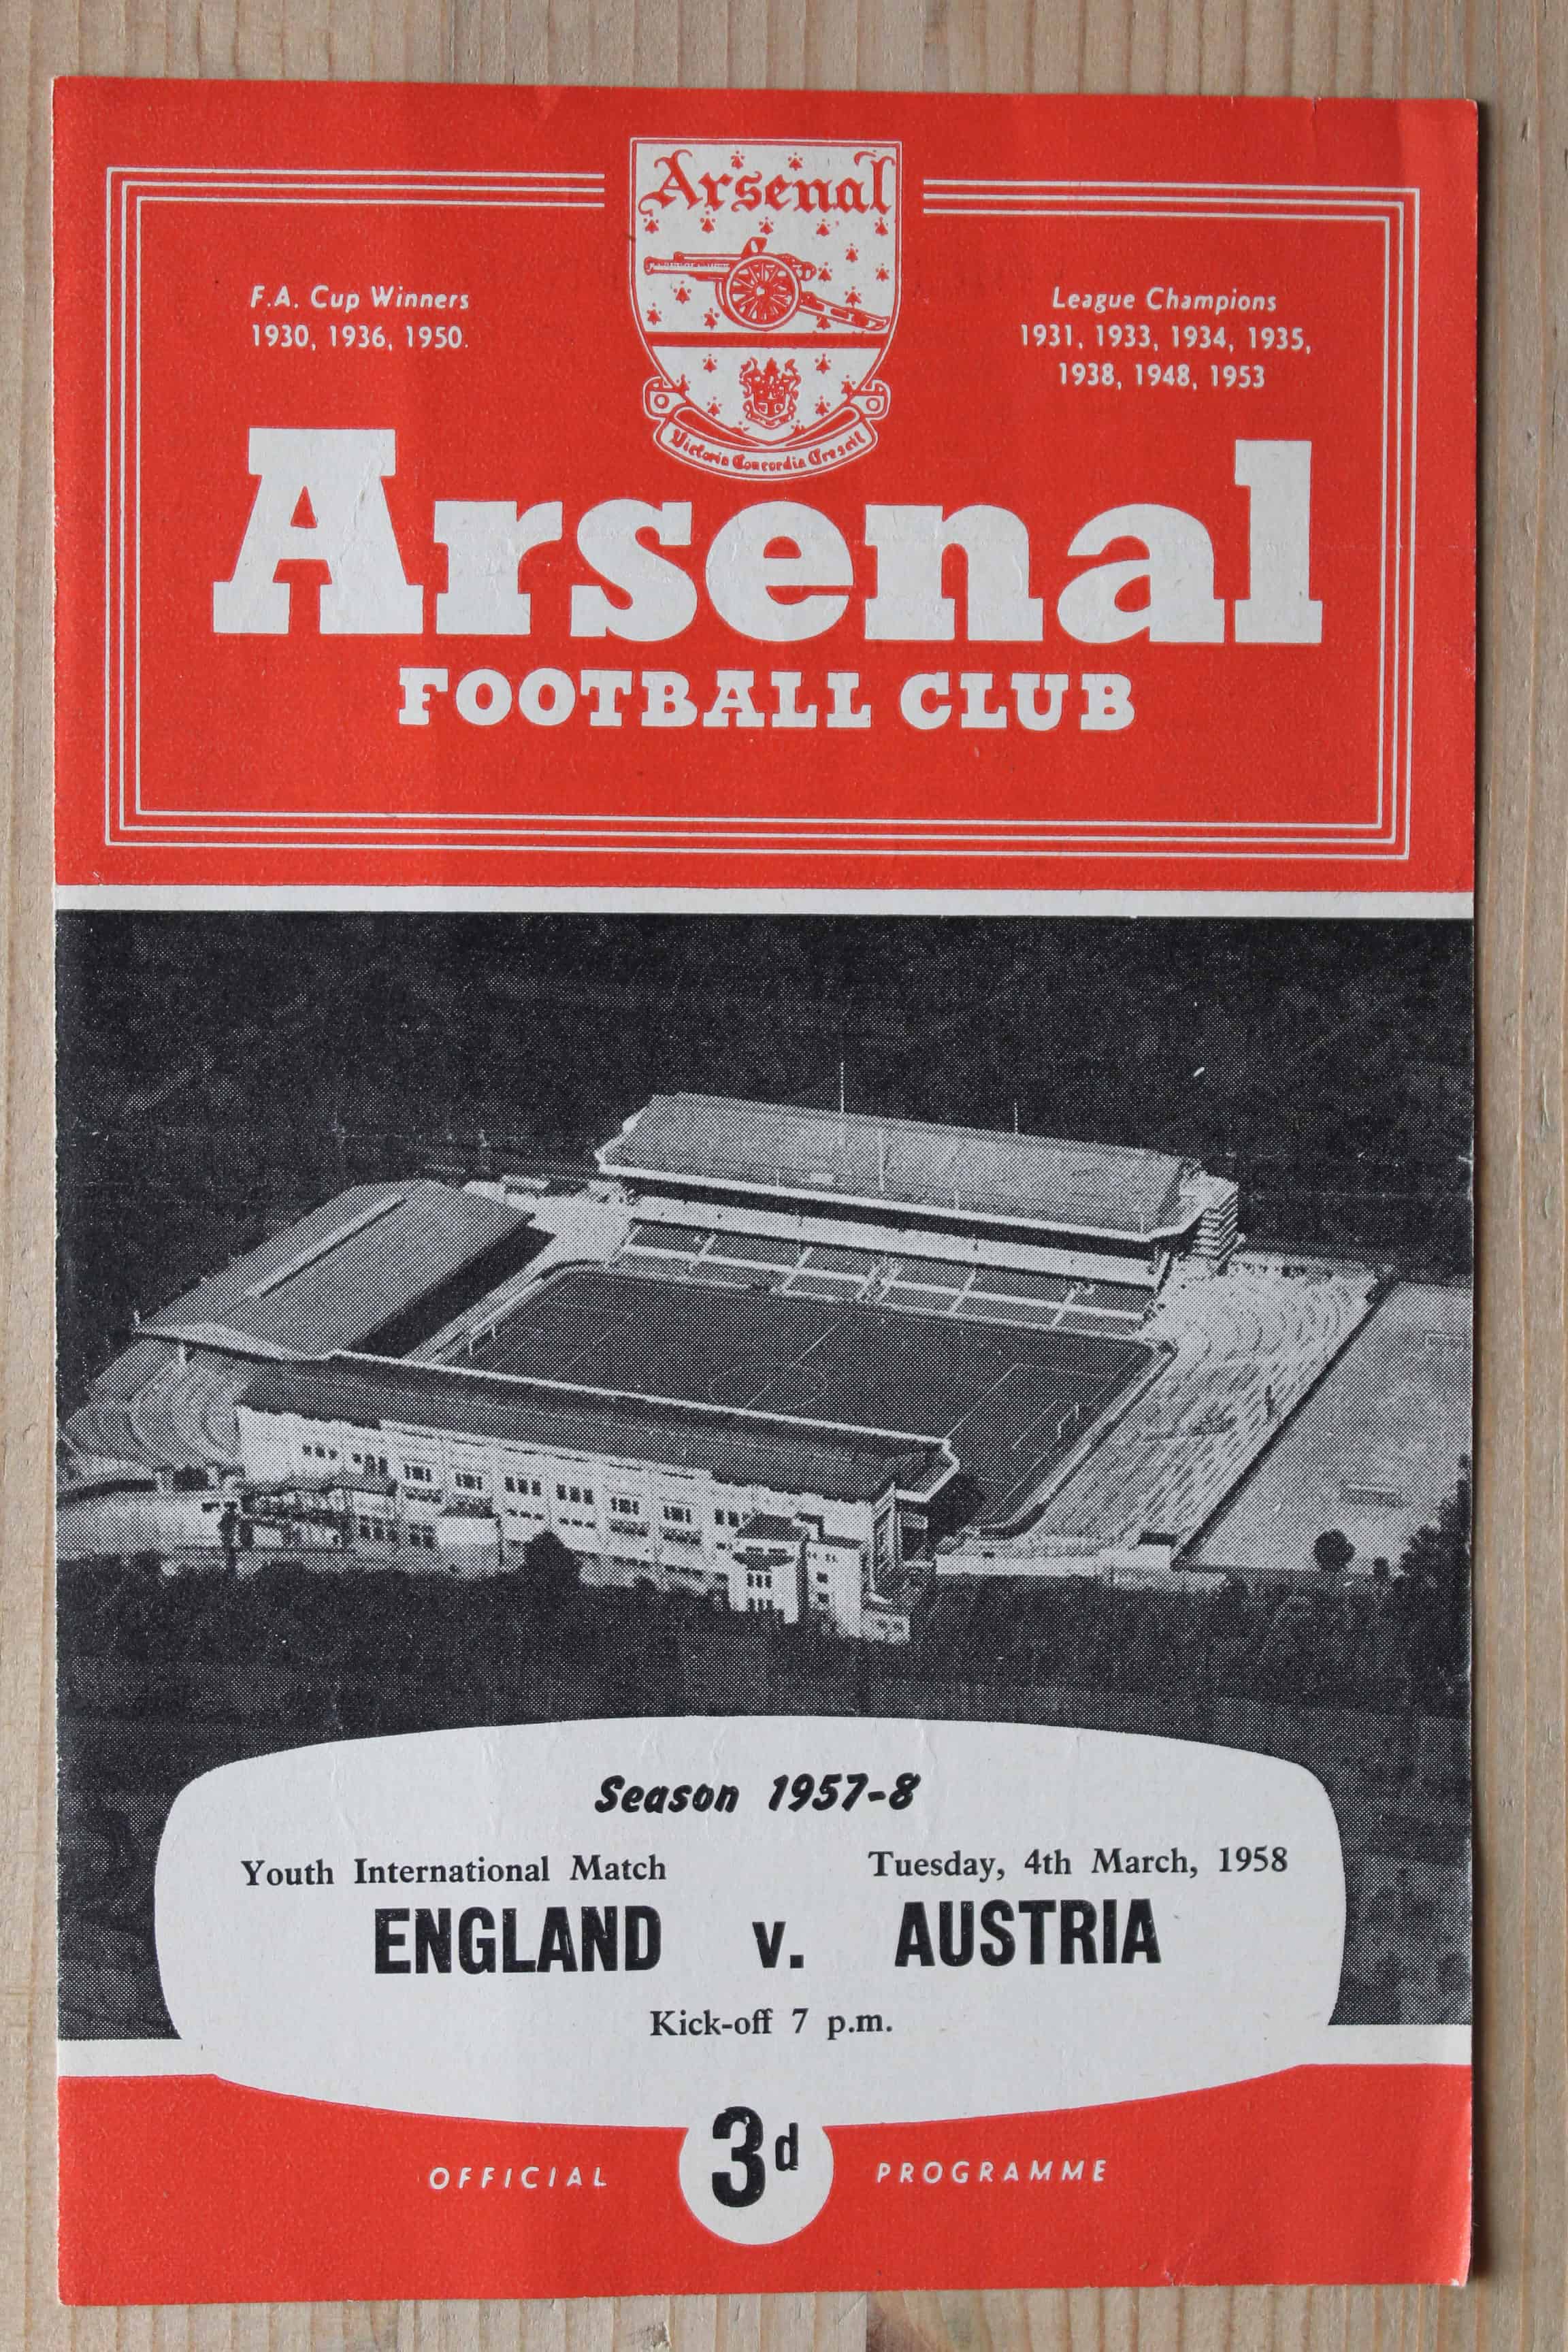 Arsenal
F.A. Cup Winners
1930, 1936, 1950.
League Champions
1931, 1933, 1934, 1935,
1938, 1948, 1953
Victoria Concordia Crescit
Arsenal
FOOTBALL CLUB
Season 1957-8
Youth International Match
Tuesday, 4th March, 1958
ENGLAND v. AUSTRIA
Kick-off 7 p.m.
OFFICIAL 3d PROGRAMME